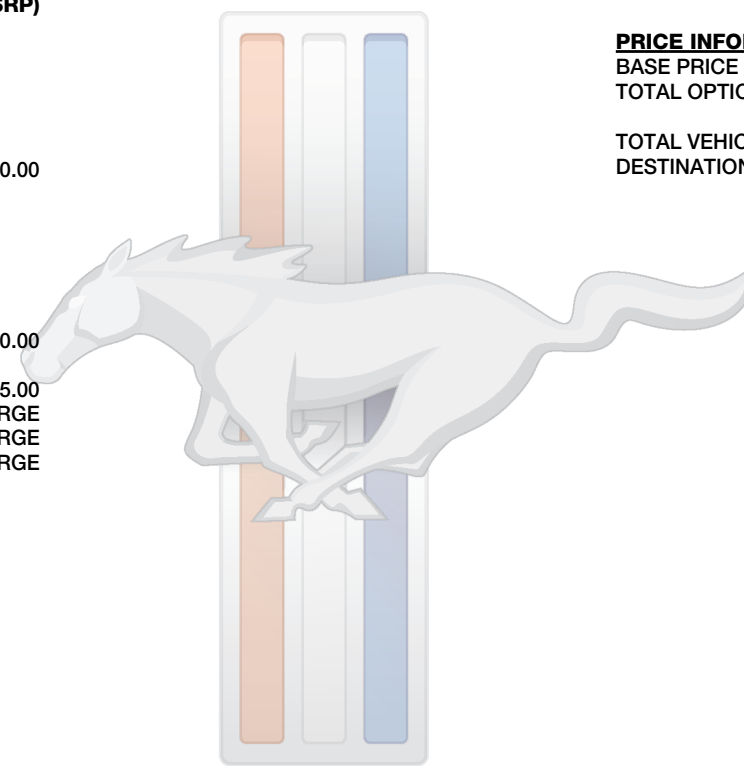 SRP)
0.00
0.00
5.00
RGE
RGE
RGE
PRICE INFO
BASE PRICE
TOTAL OPTIO
TOTAL VEHIC
DESTINATION